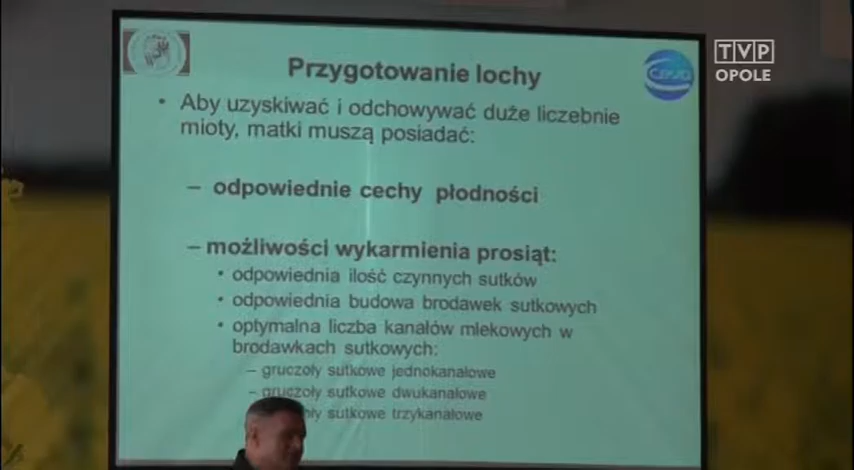 TVP
OPOLE
Ceva
Przygotowanie lochy
• Aby uzyskiwać i odchowywać duże liczebnie
mioty, matki muszą posiadać:
– odpowiednie cechy płodności
– możliwości wykarmienia prosiąt:
• odpowiednia ilość czynnych sutków
• odpowiednia budowa brodawek sutkowych
• optymalna liczba kanałów mlekowych w
brodawkach sutkowych:
– gruczoły sutkowe jednokanałowe
– gruczoły sutkowe dwukanałowe
sutkowe trzykanałowe